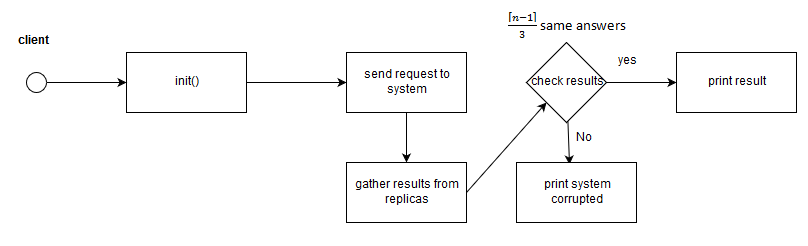 ⌈n−1⌉/3 same answers
client
yes
init()
send request to
system
check results
print result
No
gather results from
replicas
print system
corrupted